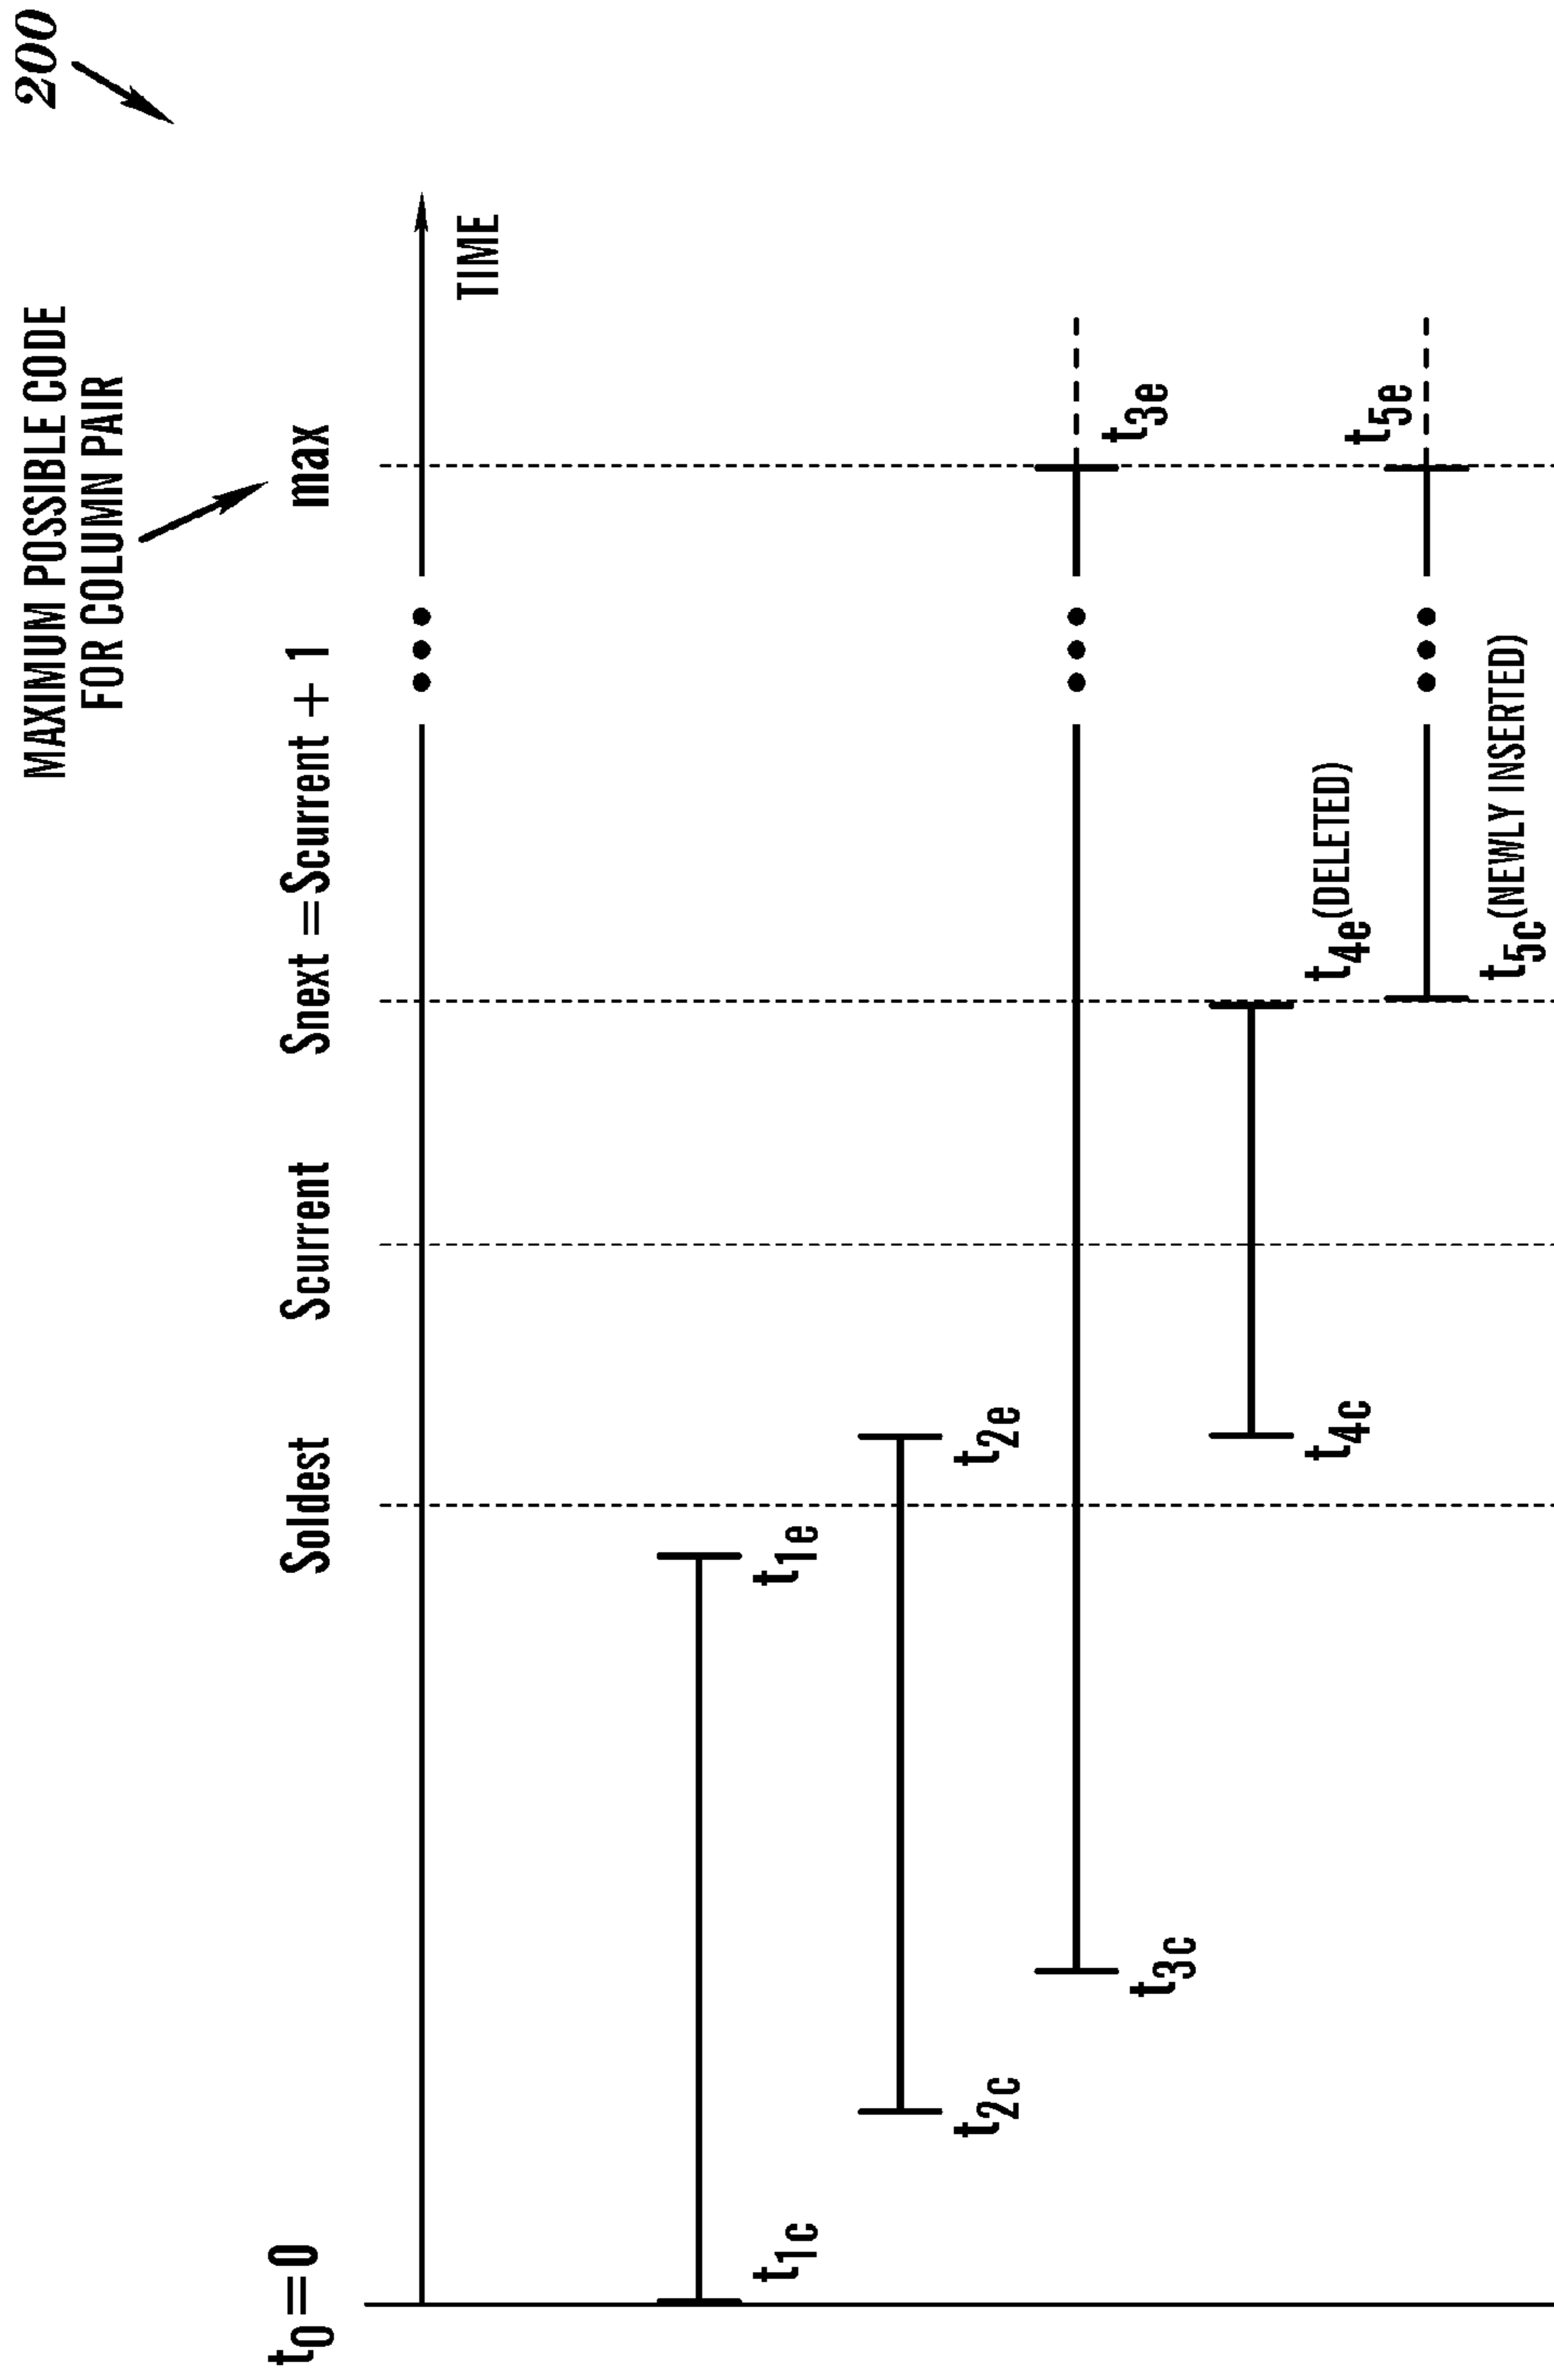 200
MAXIMUM POSSIBLE CODE
FOR COLUMN PAIR
t0=0
Soldest
Scurrent
Snext =Scurrent + 1
max
TIME
t1c
t1e
t2c
t2e
t3c
t3e
t4c
t4e(DELETED)
t5e
t5c(NEWLY INSERTED)